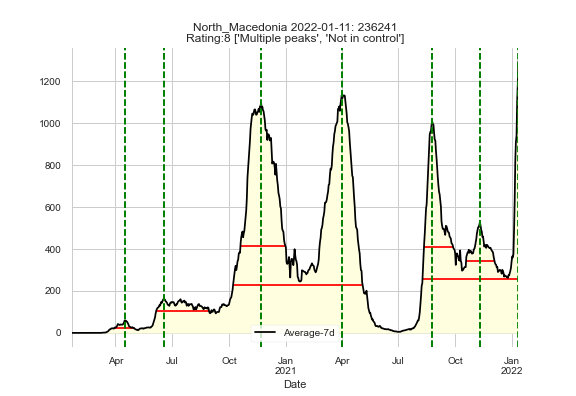 North_Macedonia 2022-01-11: 236241
Rating:8 ['Multiple peaks', 'Not in control']
1200
1000
800
600
400
200
0
Average-7d
Apr Jul Oct Jan Apr Jul Oct Jan
2021 2022
Date